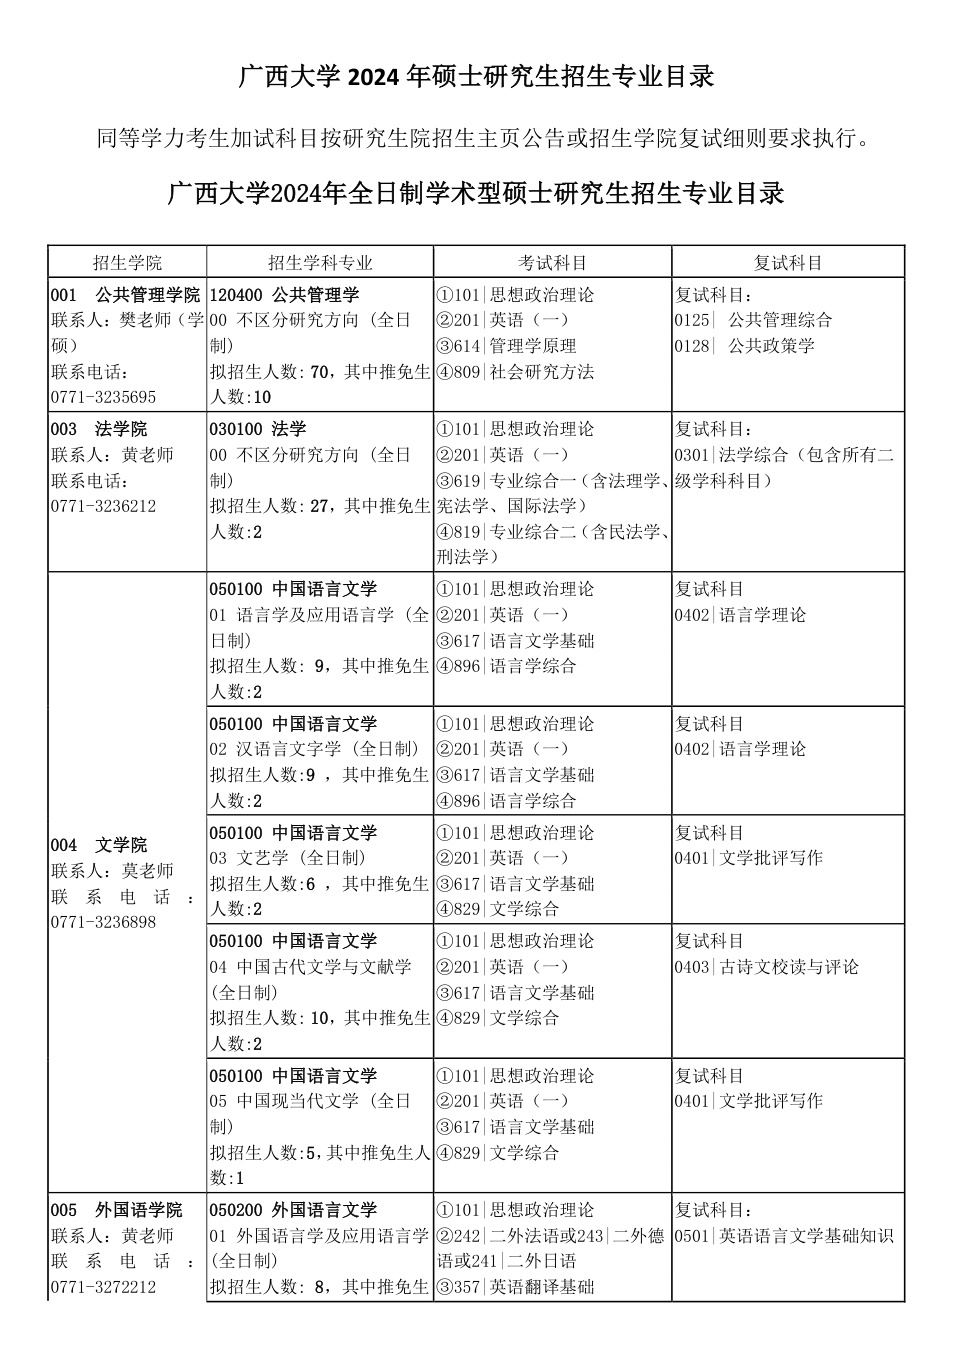 广西大学 2024 年硕士研究生招生专业目录
同等学力考生加试科目按研究生院招生主页公告或招生学院复试细则要求执行。
广西大学2024年全日制学术型硕士研究生招生专业目录
招生学院
招生学科专业
考试科目
复试科目
001 公共管理学院
联系人：樊老师（学
硕）
联系电话：
0771-3235695
120400 公共管理学
00 不区分研究方向 (全日
制)
拟招生人数: 70，其中推免生
人数:10
①101|思想政治理论
②201|英语（一）
③614|管理学原理
④809|社会研究方法
复试科目：
0125| 公共管理综合
0128| 公共政策学
003 法学院
联系人：黄老师
联系电话：
0771-3236212
030100 法学
00 不区分研究方向 (全日
制)
拟招生人数: 27，其中推免生
人数:2
①101|思想政治理论
②201|英语（一）
③619|专业综合一（含法理学、
宪法学、国际法学）
④819|专业综合二（含民法学、
刑法学）
复试科目：
0301|法学综合（包含所有二
级学科科目）
004 文学院
联系人：莫老师
联系电话：
0771-3236898
050100 中国语言文学
01 语言学及应用语言学 (全
日制)
拟招生人数: 9，其中推免生
人数:2
①101|思想政治理论
②201|英语（一）
③617|语言文学基础
④896|语言学综合
复试科目
0402|语言学理论
050100 中国语言文学
02 汉语言文字学 (全日制)
拟招生人数:9 ，其中推免生
人数:2
①101|思想政治理论
②201|英语（一）
③617|语言文学基础
④896|语言学综合
复试科目
0402|语言学理论
050100 中国语言文学
03 文艺学 (全日制)
拟招生人数:6 ，其中推免生
人数:2
①101|思想政治理论
②201|英语（一）
③617|语言文学基础
④829|文学综合
复试科目
0401|文学批评写作
050100 中国语言文学
04 中国古代文学与文献学
(全日制)
拟招生人数: 10，其中推免生
人数:2
①101|思想政治理论
②201|英语（一）
③617|语言文学基础
④829|文学综合
复试科目
0403|古诗文校读与评论
050100 中国语言文学
05 中国现当代文学 (全日
制)
拟招生人数:5，其中推免生人
数:1
①101|思想政治理论
②201|英语（一）
③617|语言文学基础
④829|文学综合
复试科目
0401|文学批评写作
005 外国语学院
联系人：黄老师
联系电话：
0771-3272212
050200 外国语言文学
01 外国语言学及应用语言学
(全日制)
拟招生人数: 8，其中推免生
①101|思想政治理论
②242|二外法语或243|二外德
语或241|二外日语
③357|英语翻译基础
复试科目：
0501|英语语言文学基础知识